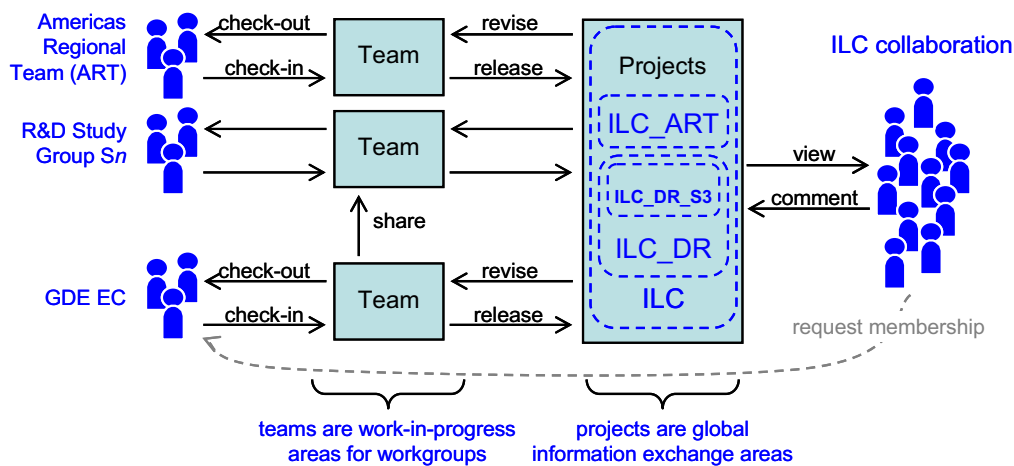 Americas
Regional
Team (ART)
check-out
check-in
Team
revise
release
Projects
ILC collaboration
R&D Study
Group Sn
Team
ILC_ART
ILC_DR_S3
ILC_DR
ILC
view
comment
share
GDE EC
check-out
check-in
Team
revise
release
request membership
teams are work-in-progress
areas for workgroups
projects are global
information exchange areas